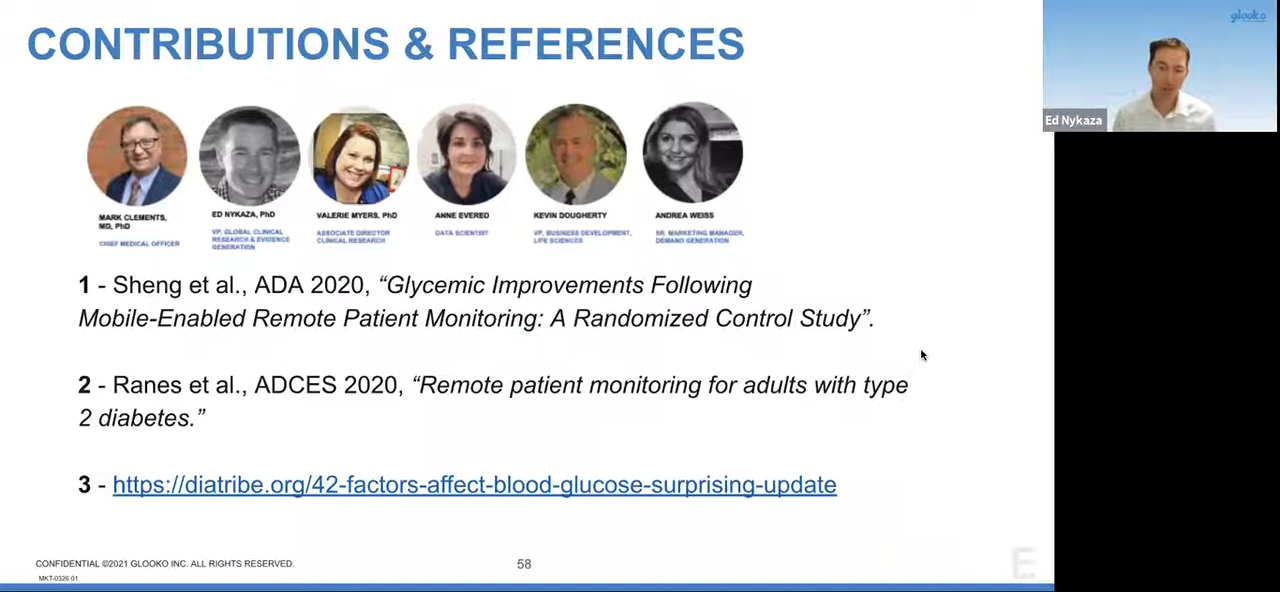 CONTRIBUTIONS & REFERENCES
glooko
Ed Nykaza
MARK CLEMENTS,
MD, PhD
CHIEF MEDICAL OFFICER
ED NYKAZA, PhD
VP, GLOBAL CLINICAL
RESEARCH & EVIDENCE
GENERATION
VALERIE MYERS, PhD
ASSOCIATE DIRECTOR
CLINICAL RESEARCH
ANNE EVERED
DATA SCIENTIST
KEVIN DOUGHERTY
VP, BUSINESS DEVELOPMENT,
LIFE SCIENCES
ANDREA WEISS
SR. MARKETING MANAGER,
DEMAND GENERATION
1 - Sheng et al., ADA 2020, “Glycemic Improvements Following
Mobile-Enabled Remote Patient Monitoring: A Randomized Control Study”.
2 - Ranes et al., ADCES 2020, “Remote patient monitoring for adults with type
2 diabetes.”
3 - https://diatribe.org/42-factors-affect-blood-glucose-surprising-update
CONFIDENTIAL ©2021 GLOOKO INC. ALL RIGHTS RESERVED.
58
MKT-0326 01
E